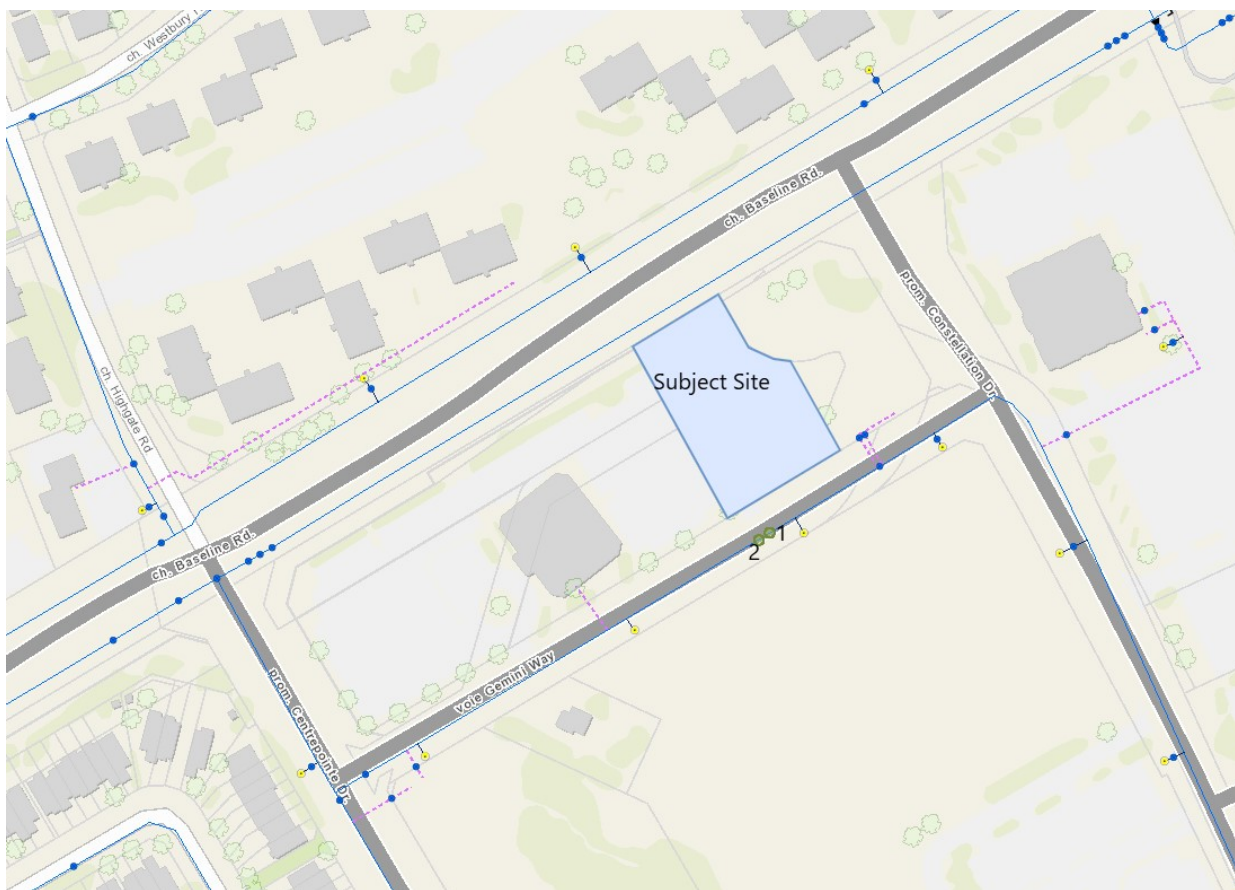 ch. Westbury
ch. Baseline Rd.
prom. Constellation Dr.
Subject Site
ch. Highgate Rd
ch. Baseline Rd.
1
2
voie Gemini Way
prom. Centrepointe Dr.